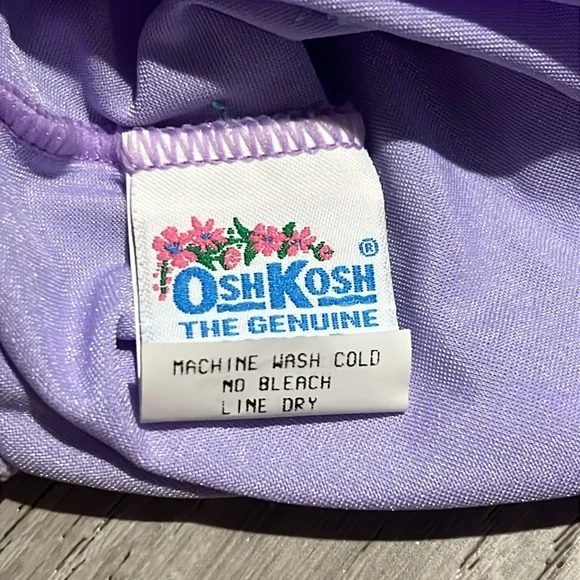 OSHKOSH ®
THE GENUINE
MACHINE WASH COLD
NO BLEACH
LINE DRY